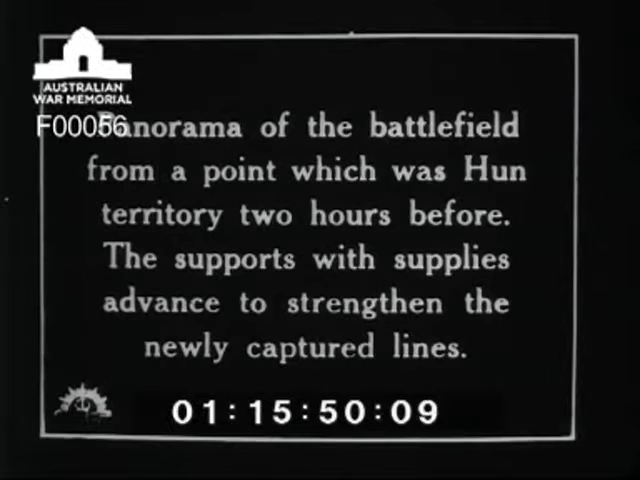 AUSTRALIAN
WAR MEMORIAL
F00056
Panorama of the battlefield
from a point which was Hun
territory two hours before.
The supports with supplies
advance to strengthen the
newly captured lines.
01:15:50:09